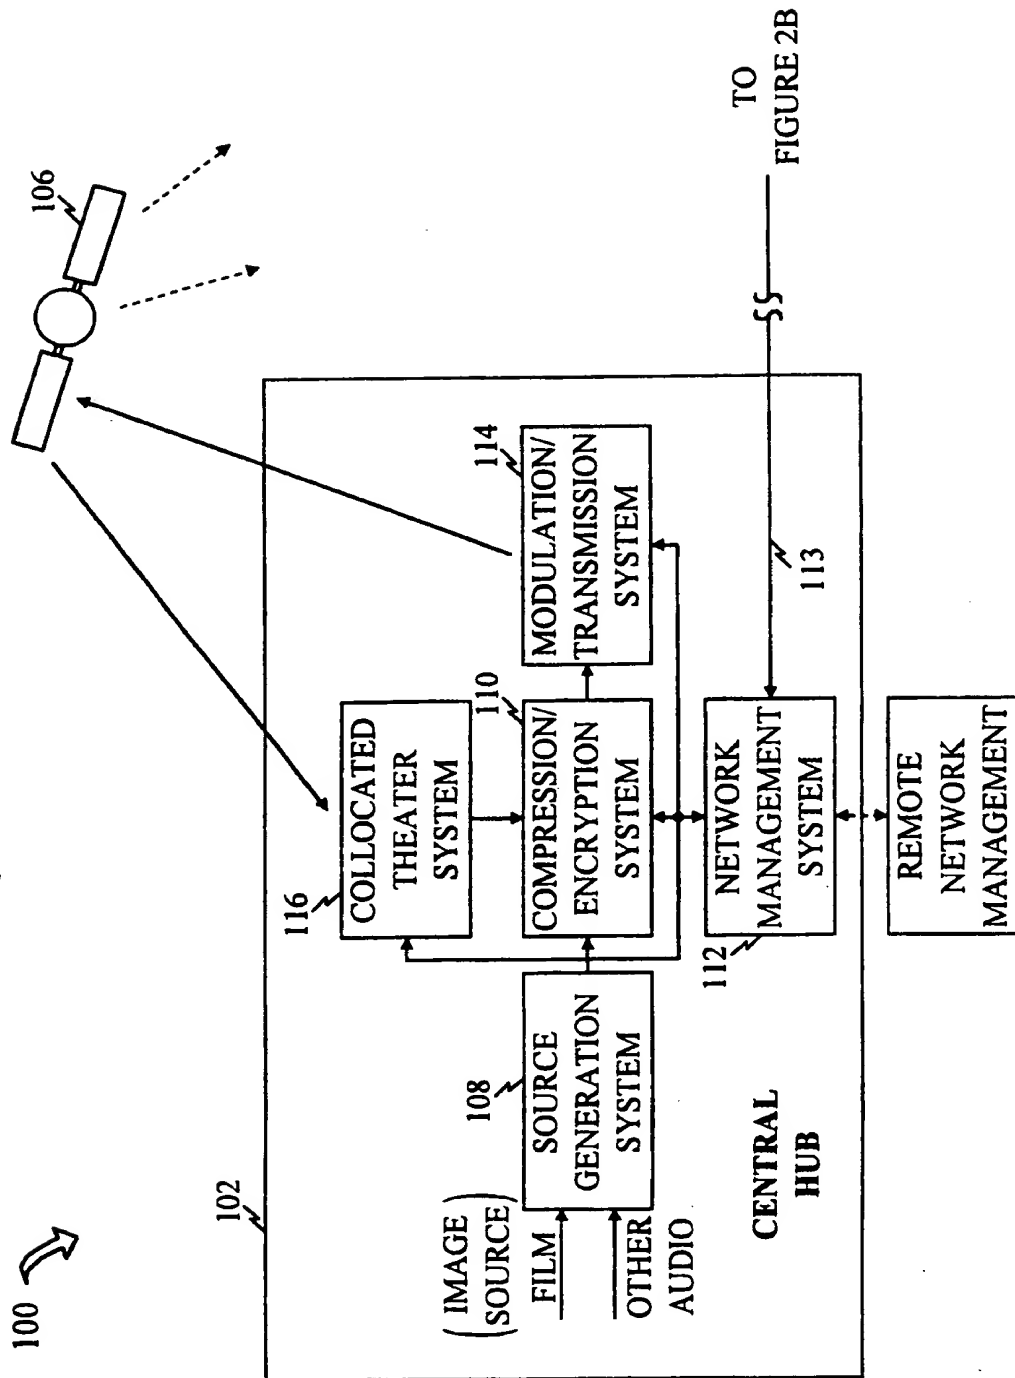 100
102
106
(IMAGE
SOURCE)
FILM
OTHER
AUDIO
108
SOURCE
GENERATION
SYSTEM
116
COLLOCATED
THEATER
SYSTEM
110
COMPRESSION/
ENCRYPTION
SYSTEM
114
MODULATION/
TRANSMISSION
SYSTEM
112
NETWORK
MANAGEMENT
SYSTEM
113
TO
FIGURE 2B
CENTRAL
HUB
REMOTE
NETWORK
MANAGEMENT